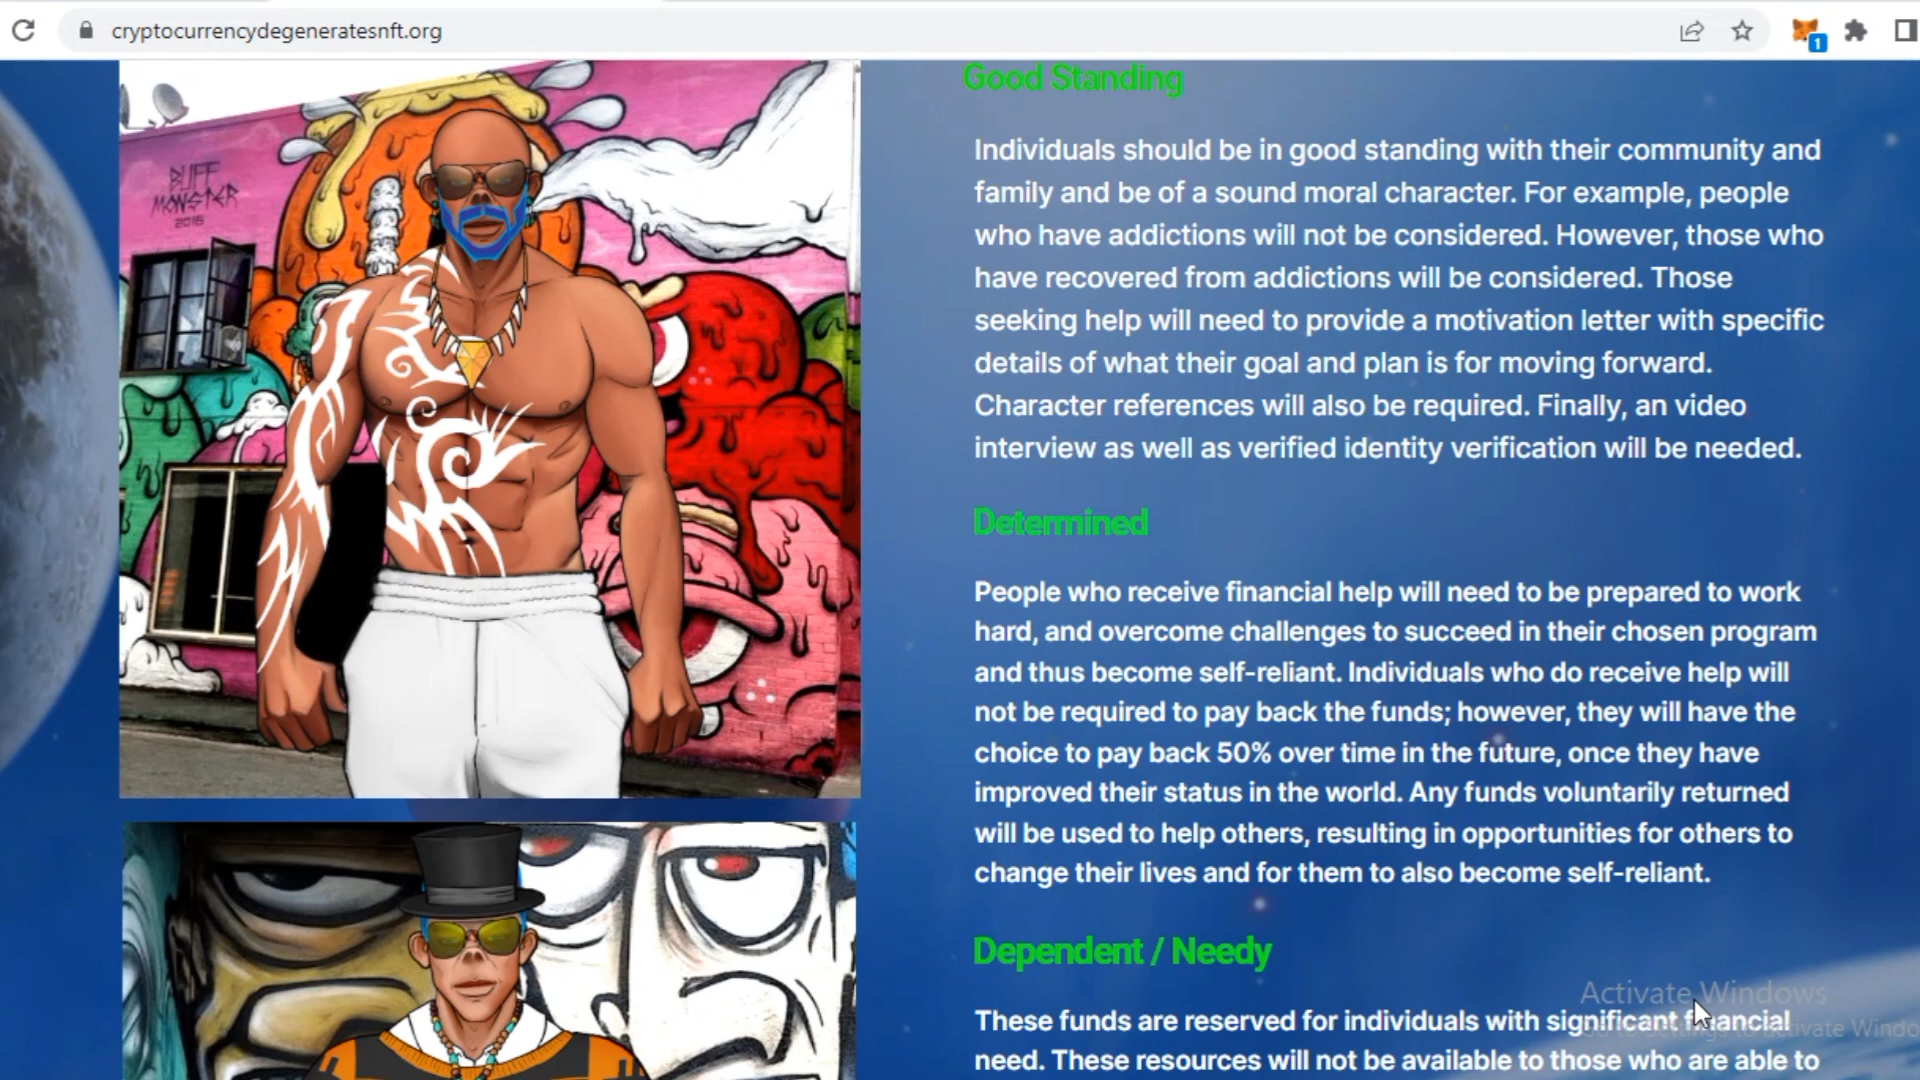 cryptocurrencydegeneratesnft.org
1
BUFF
MONSTER
Good Standing
Individuals should be in good standing with their community and
family and be of a sound moral character. For example, people
who have addictions will not be considered. However, those who
have recovered from addictions will be considered. Those
seeking help will need to provide a motivation letter with specific
details of what their goal and plan is for moving forward.
Character references will also be required. Finally, an video
interview as well as verified identity verification will be needed.
Determined
People who receive financial help will need to be prepared to work
hard, and overcome challenges to succeed in their chosen program
and thus become self-reliant. Individuals who do receive help will
not be required to pay back the funds; however, they will have the
choice to pay back 50% over time in the future, once they have
improved their status in the world. Any funds voluntarily returned
will be used to help others, resulting in opportunities for others to
change their lives and for them to also become self-reliant.
Dependent / Needy
These funds are reserved for individuals with significant financial
need. These resources will not be available to those who are able to
Activate Windows